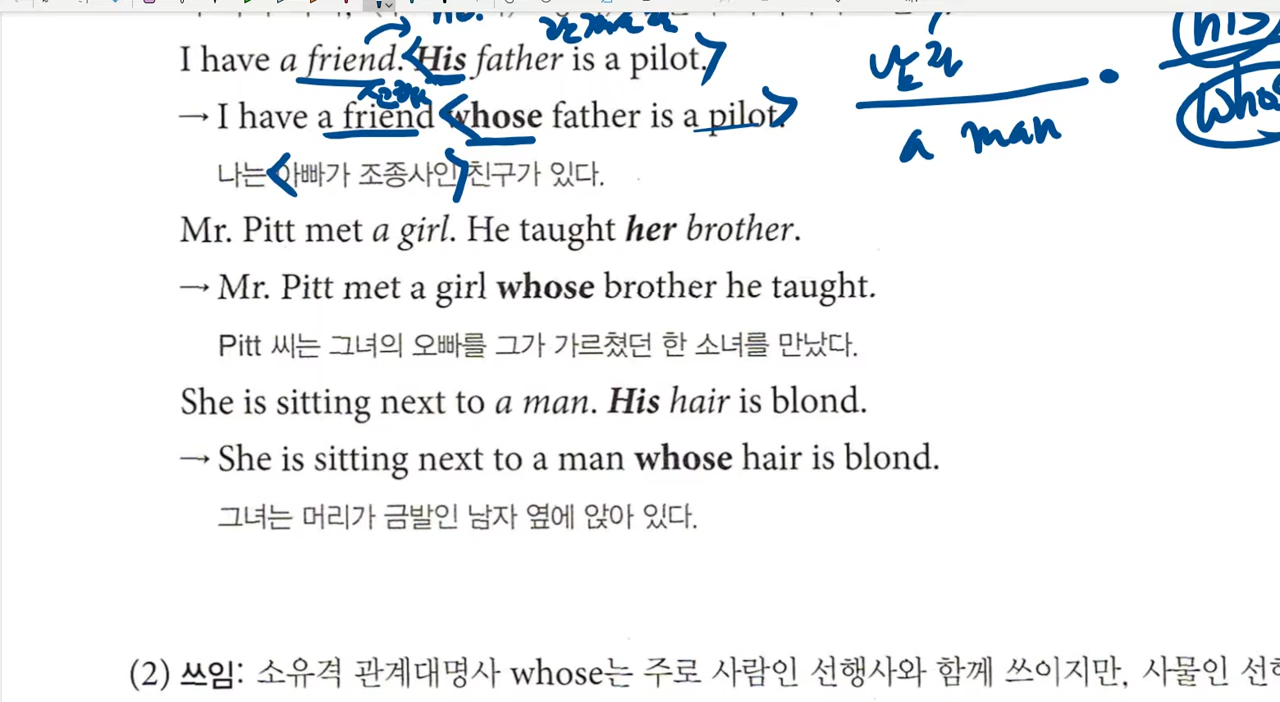 I have a friend. His father is a pilot.
→ I have a friend whose father is a pilot.
a man
나는 아빠가 조종사인 친구가 있다.
Mr. Pitt met a girl. He taught her brother.
→ Mr. Pitt met a girl whose brother he taught.
Pitt 씨는 그녀의 오빠를 그가 가르쳤던 한 소녀를 만났다.
She is sitting next to a man. His hair is blond.
→ She is sitting next to a man whose hair is blond.
그녀는 머리가 금발인 남자 옆에 앉아 있다.
(2) 쓰임: 소유격 관계대명사 whose는 주로 사람인 선행사와 함께 쓰이지만, 사물인